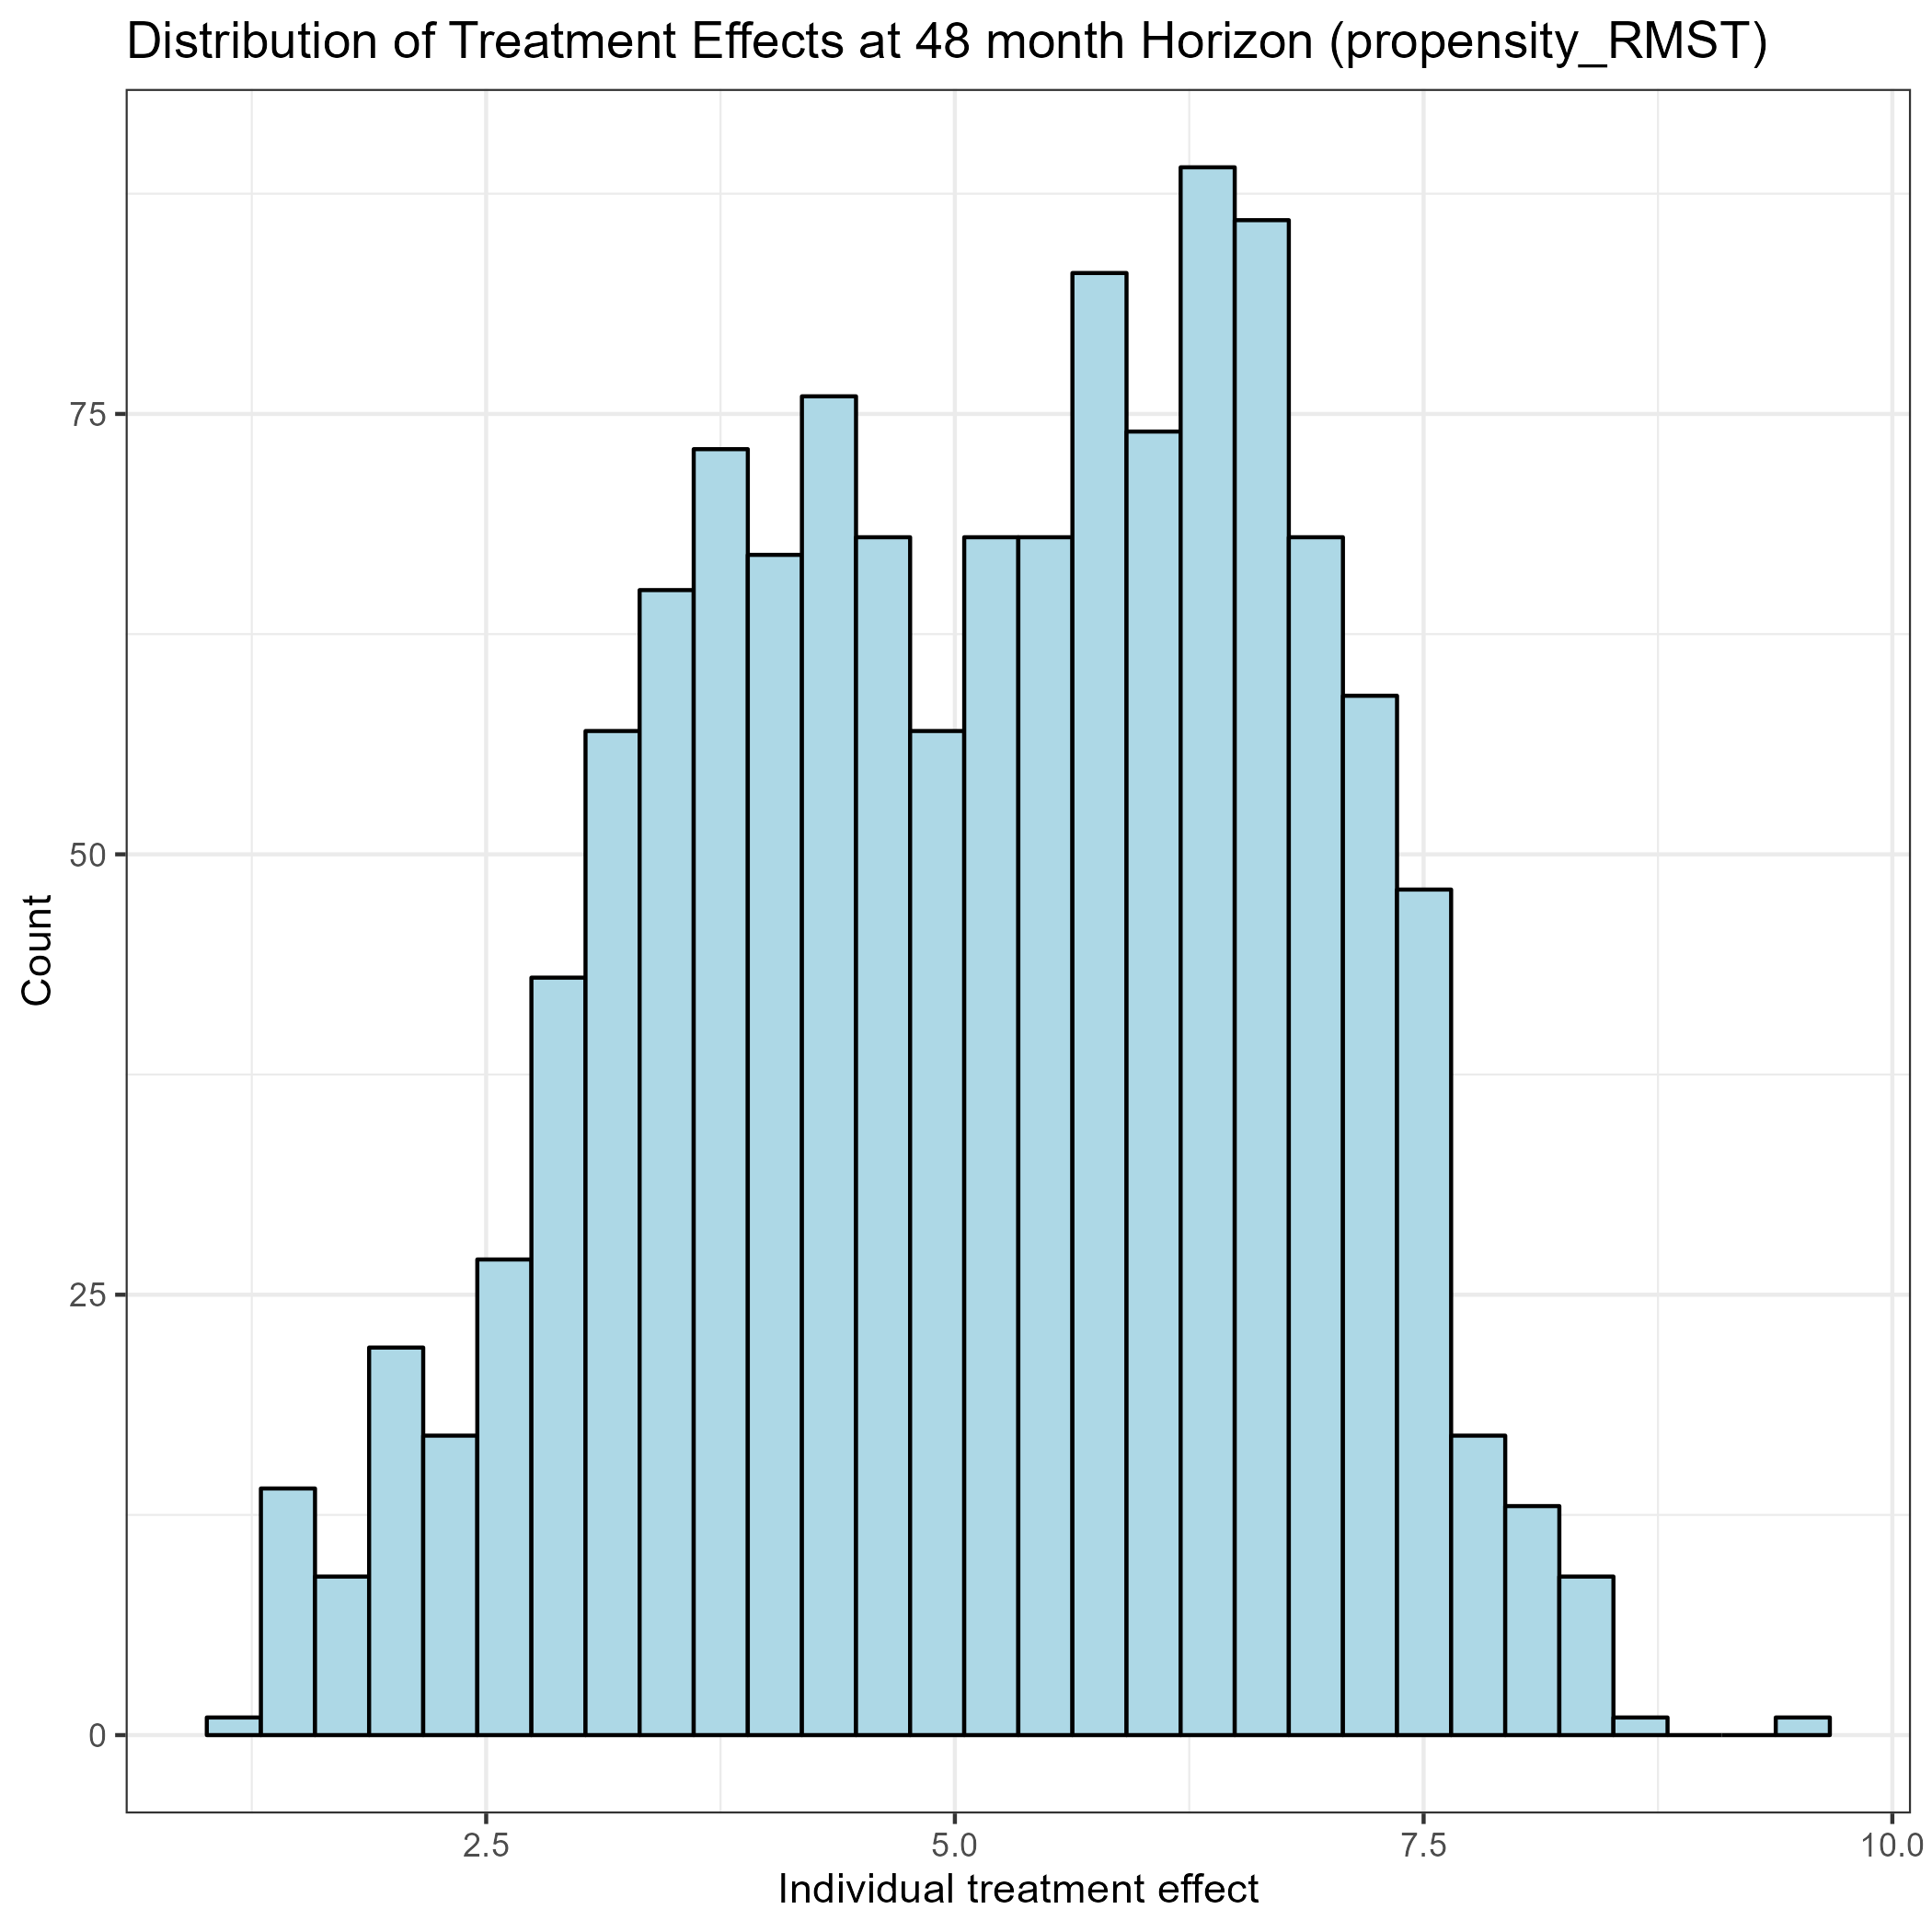 Distribution of Treatment Effects at 48 month Horizon (propensity_RMST)
Count
75
50
25
0
2.5 5.0 7.5 10.0
Individual treatment effect